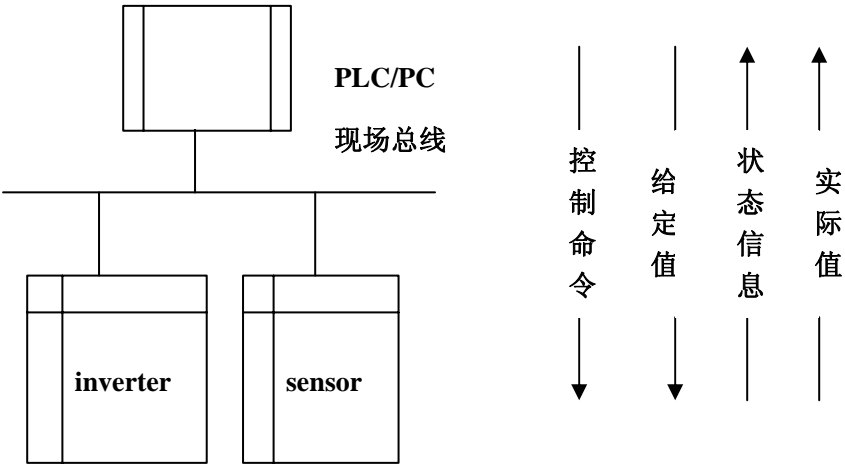 PLC/PC
现场总线
inverter
sensor
控制命令
给定值
状态信息
实际值